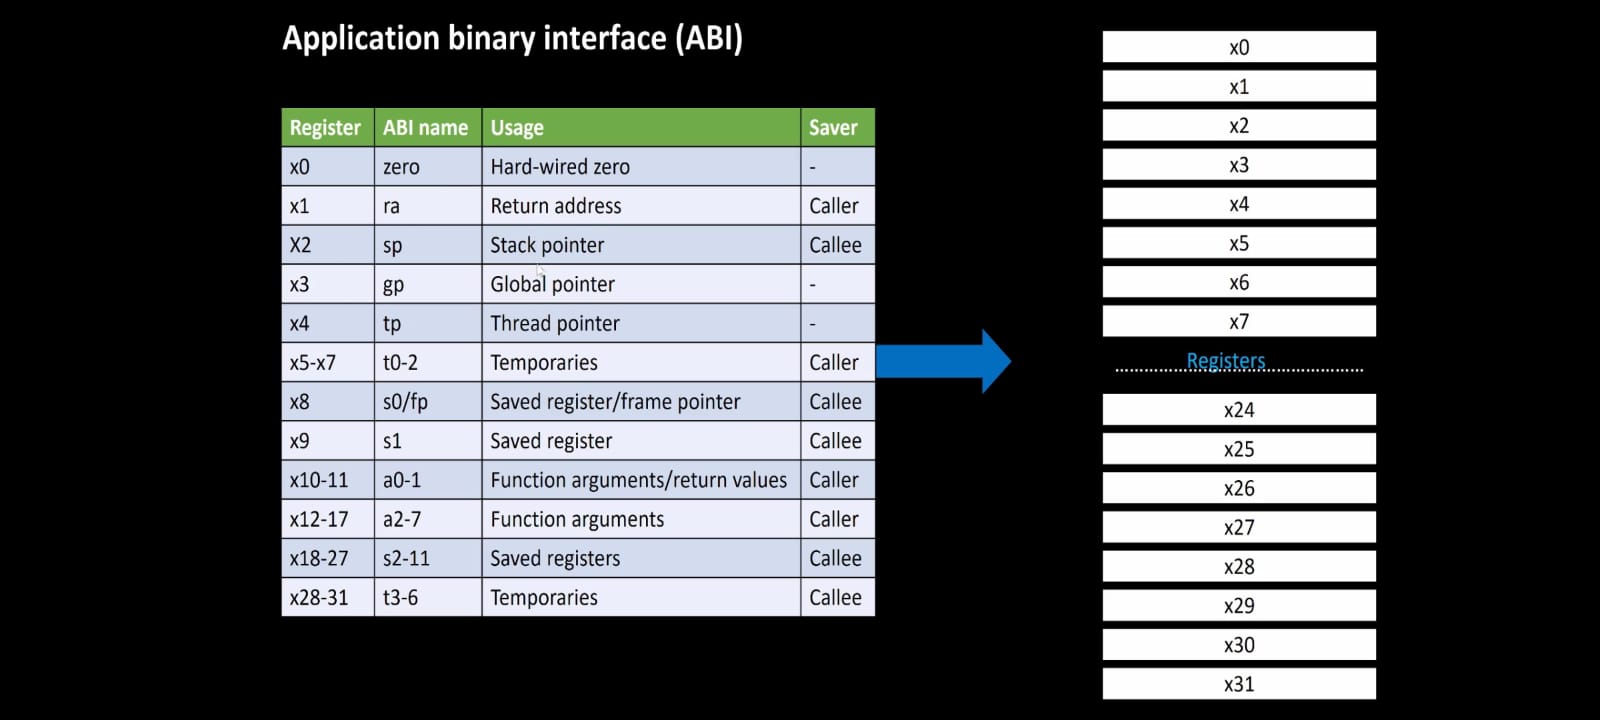 Application binary interface (ABI)
Register ABI name Usage Saver
x0 zero Hard-wired zero -
x1 ra Return address Caller
X2 sp Stack pointer Callee
x3 gp Global pointer -
x4 tp Thread pointer -
x5-x7 t0-2 Temporaries Caller
x8 s0/fp Saved register/frame pointer Callee
x9 s1 Saved register Callee
x10-11 a0-1 Function arguments/return values Caller
x12-17 a2-7 Function arguments Caller
x18-27 s2-11 Saved registers Callee
x28-31 t3-6 Temporaries Callee
x0
x1
x2
x3
x4
x5
x6
x7
Registers
x24
x25
x26
x27
x28
x29
x30
x31